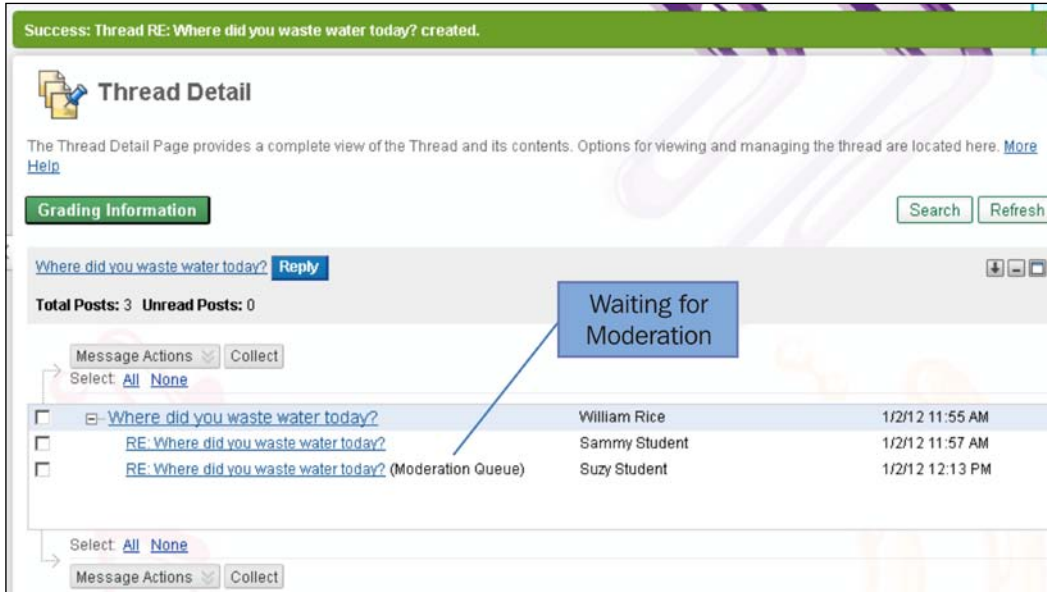 Success: Thread RE: Where did you waste water today? created.
Thread Detail
The Thread Detail Page provides a complete view of the Thread and its contents. Options for viewing and managing the thread are located here. More
Help
Grading Information Search Refresh
Where did you waste water today? Reply
Total Posts: 3 Unread Posts: 0
Waiting for
Moderation
Message Actions Collect
Select: All None
Where did you waste water today? William Rice 1/2/12 11:55 AM
RE: Where did you waste water today? Sammy Student 1/2/12 11:57 AM
RE: Where did you waste water today? (Moderation Queue) Suzy Student 1/2/12 12:13 PM
Select: All None
Message Actions Collect